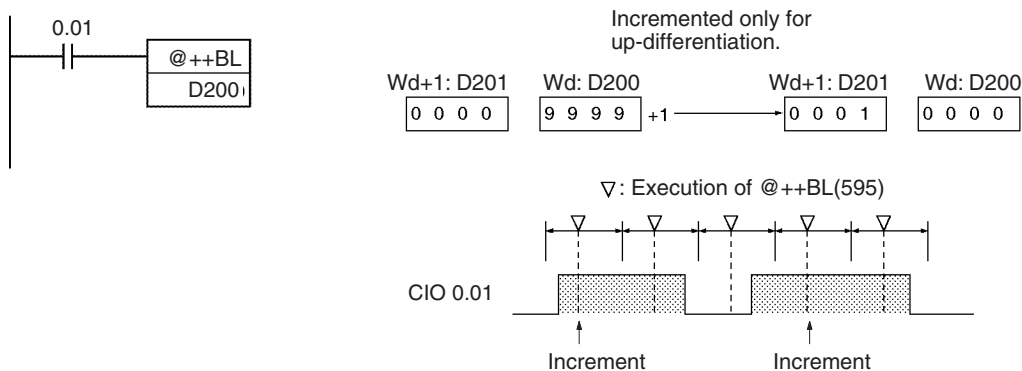 0.01
@++BL
D200
Incremented only for
up-differentiation.
Wd+1: D201 Wd: D200 Wd+1: D201 Wd: D200
0 0 0 0 9 9 9 9 +1 0 0 0 1 0 0 0 0
▽: Execution of @++BL(595)
CIO 0.01
Increment Increment